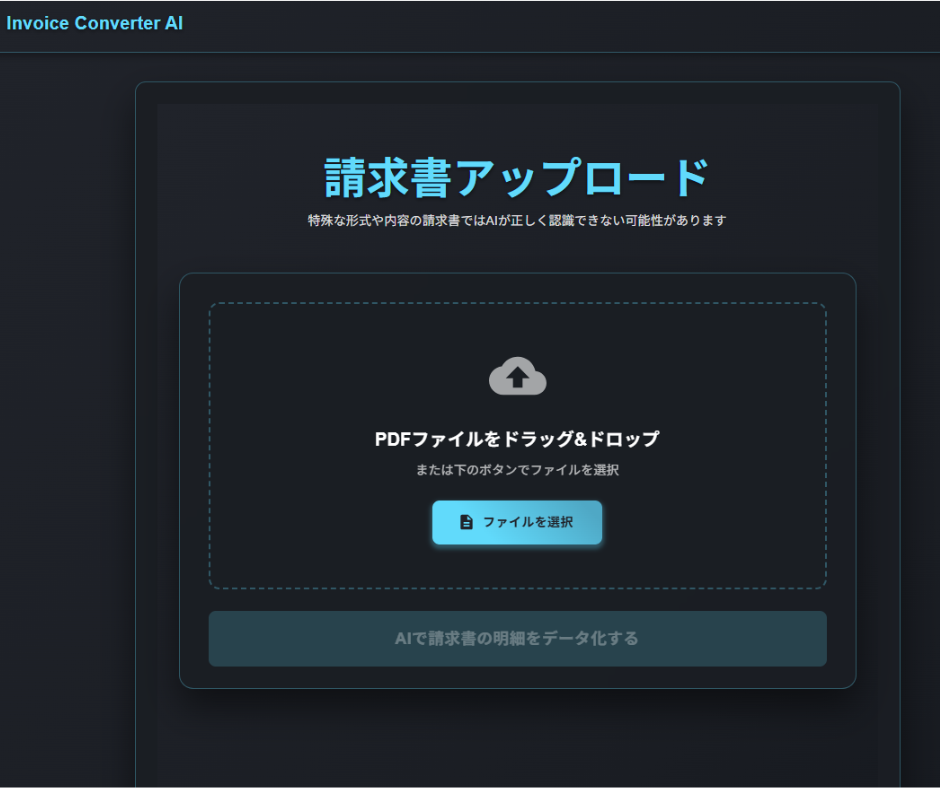 Invoice Converter AI
請求書アップロード
特殊な形式や内容の請求書ではAIが正しく認識できない可能性があります
PDFファイルをドラッグ&ドロップ
または下のボタンでファイルを選択
ファイルを選択
AIで請求書の明細をデータ化する